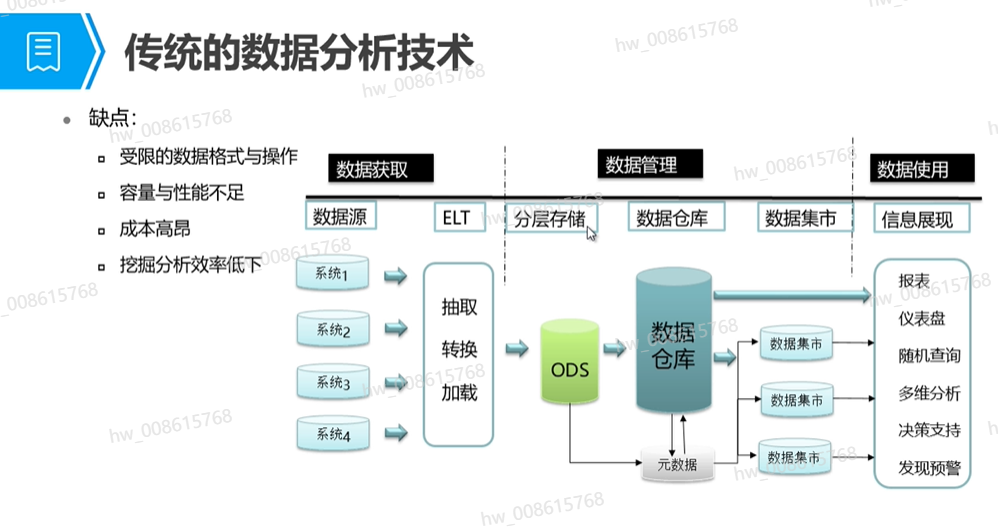 传统的数据分析技术
缺点：
受限的数据格式与操作
容量与性能不足
成本高昂
挖掘分析效率低下
数据获取
数据管理
数据使用
数据源
ELT
分层存储
数据仓库
数据集市
信息展现
系统1
系统2
系统3
系统4
抽取
转换
加载
ODS
数据
仓库
元数据
数据集市
数据集市
数据集市
报表
仪表盘
随机查询
多维分析
决策支持
发现预警
hw_008615768
hw_008615768
hw_008615768
hw_008615768
hw_008615768
hw_008615768
hw_008615768
hw_008615768
hw_008615768
hw_008615768
hw_008615768
hw_008615768
hw_008615768